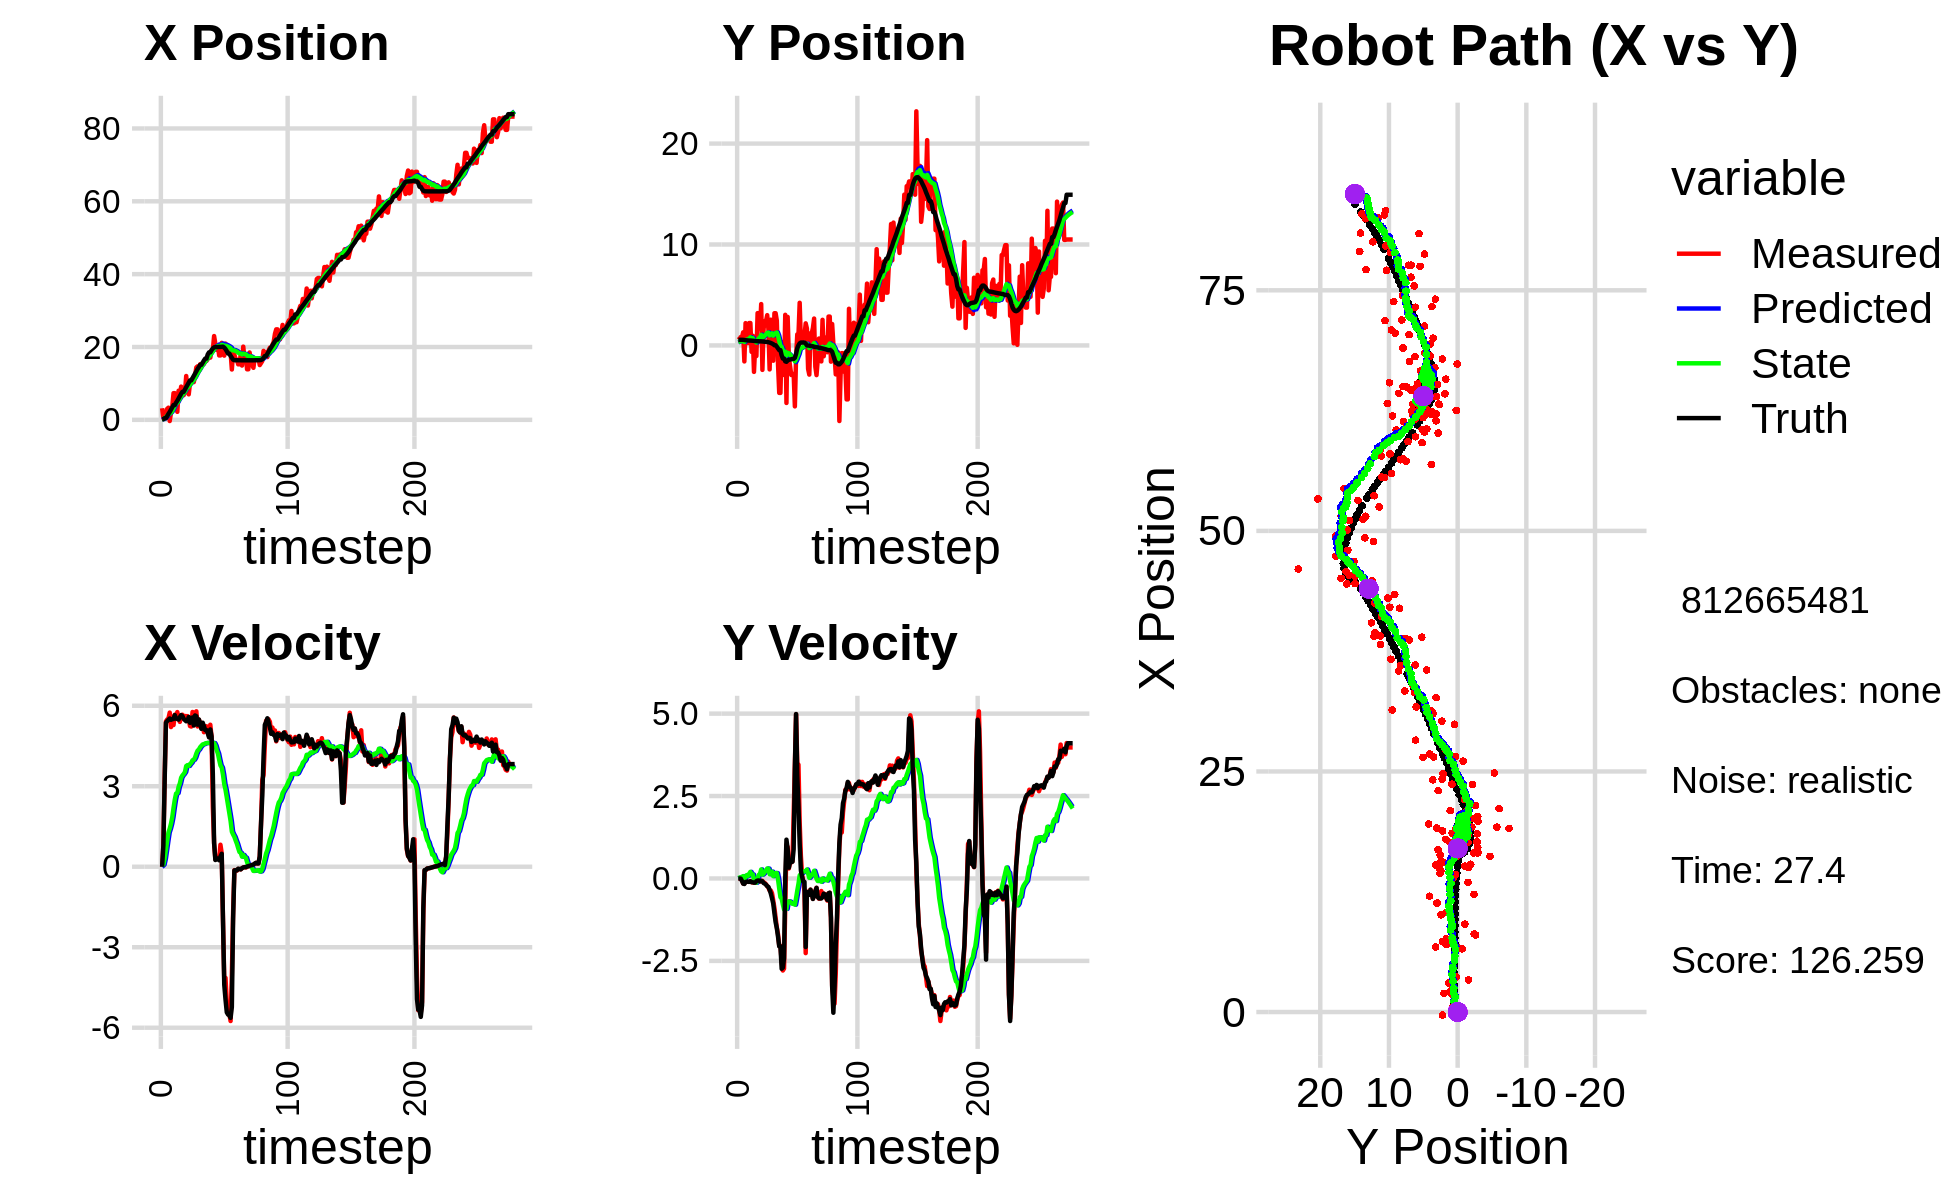 X Position
80
60
40
20
0
0
100
200
timestep
Y Position
20
10
0
0
100
200
timestep
X Velocity
6
3
0
-3
-6
0
100
200
timestep
Y Velocity
5.0
2.5
0.0
-2.5
0
100
200
timestep
Robot Path (X vs Y)
X Position
75
50
25
0
20 10 0 -10 -20
Y Position
variable
Measured
Predicted
State
Truth
812665481
Obstacles: none
Noise: realistic
Time: 27.4
Score: 126.259